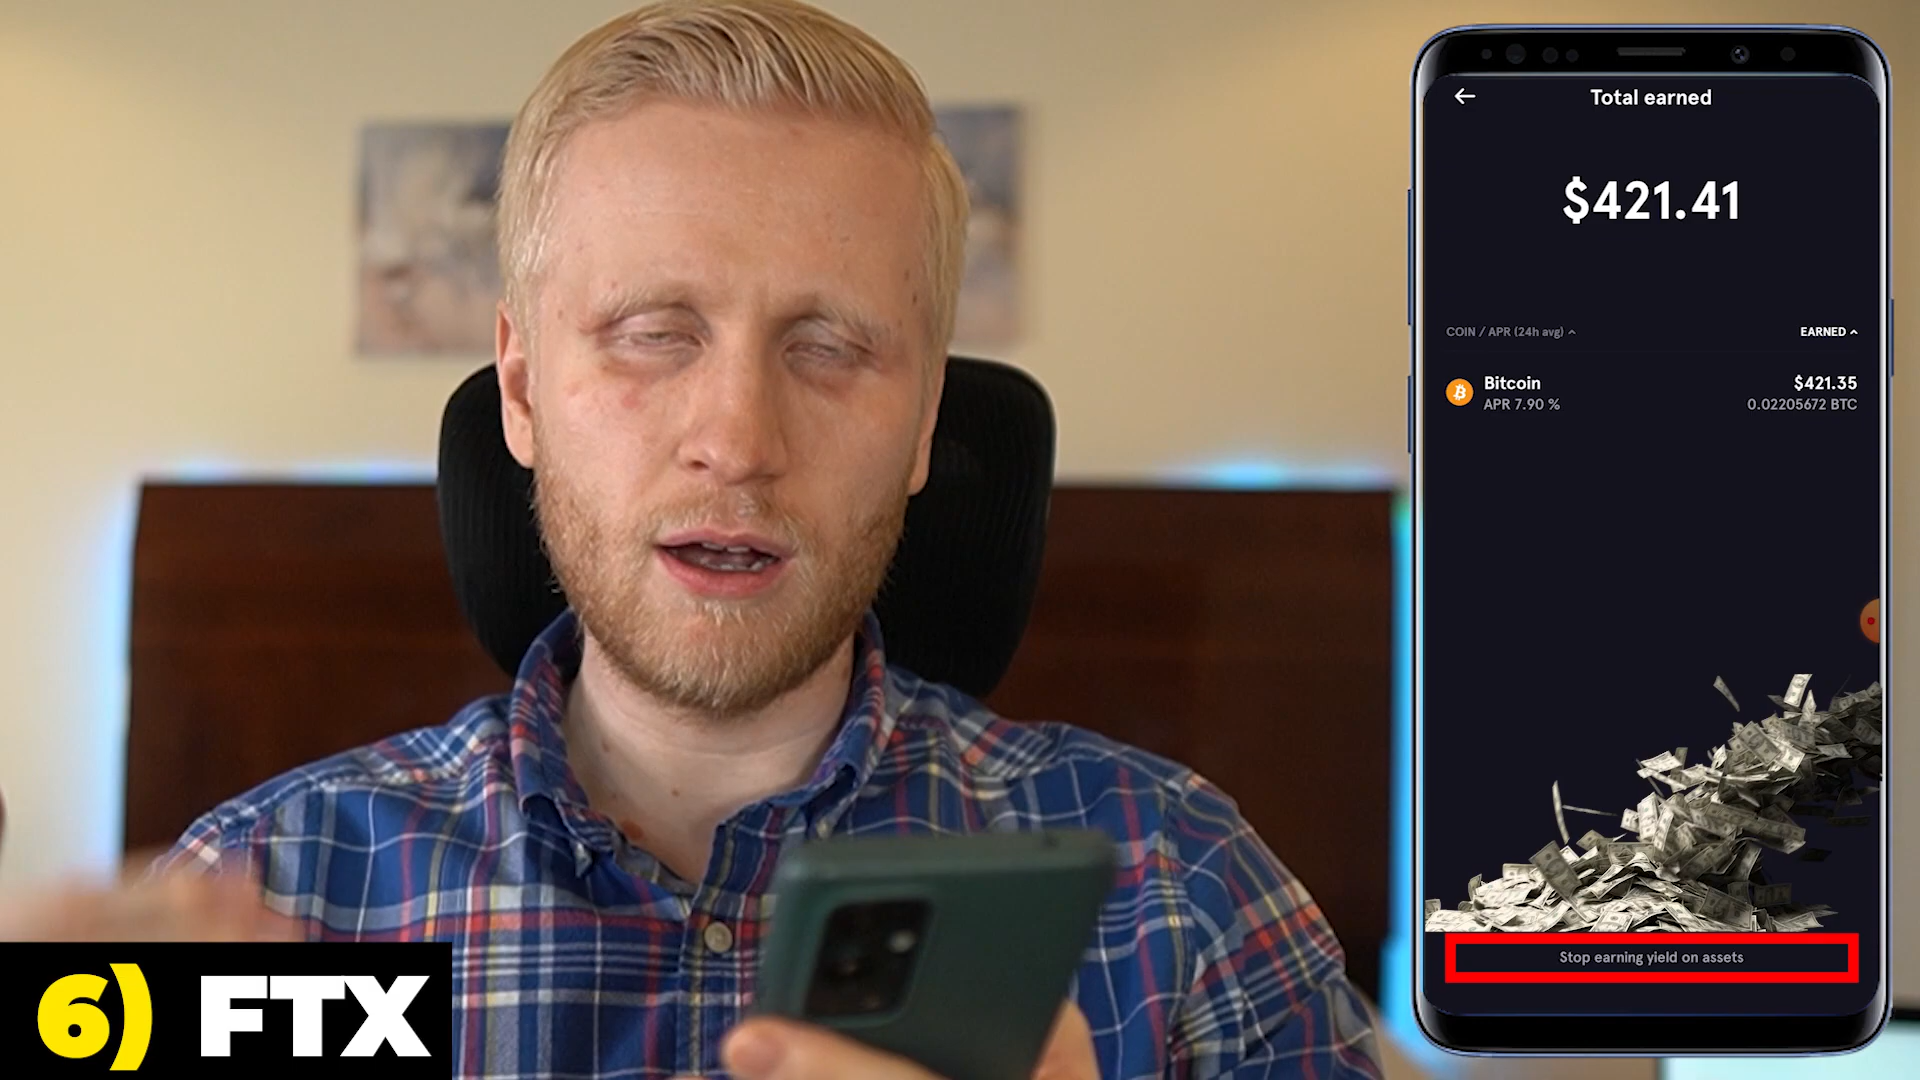 Total earned
$421.41
COIN / APR (24h avg)
EARNED
Bitcoin
$421.35
APR 7.90 %
0.02205672 BTC
Stop earning yield on assets
6) FTX